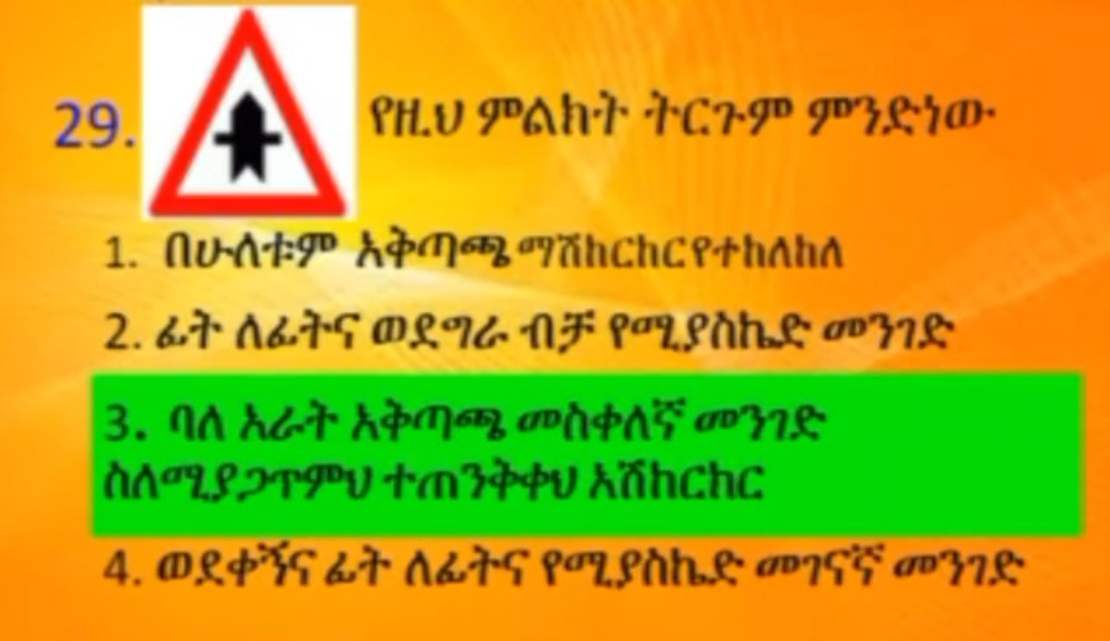 29. የዚህ ምልክት ትርጉም ምንድነው
1. በሁለቱም አቅጣጫ ማሽከርከር የተከለከለ
2. ፊት ለፊትና ወደግራ ብቻ የሚያስኬድ መንገድ
3. ባለ አራት አቅጣጫ መስቀለኛ መንገድ
ስለሚያጋጥምህ ተጠንቅቀህ አሽከርክር
4. ወደቀኝና ፊት ለፊትና የሚያስኬድ መገናኛ መንገድ